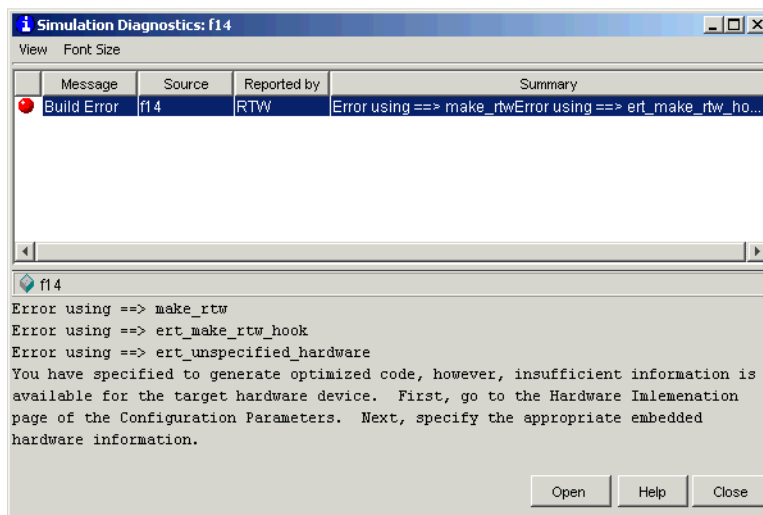 Simulation Diagnostics: f14
View Font Size
Message Source Reported by Summary
Build Error f14 RTW Error using ==> make_rtwError using ==> ert_make_rtw_ho...
f14
Error using ==> make_rtw
Error using ==> ert_make_rtw_hook
Error using ==> ert_unspecified_hardware
You have specified to generate optimized code, however, insufficient information is
available for the target hardware device. First, go to the Hardware Imlemenation
page of the Configuration Parameters. Next, specify the appropriate embedded
hardware information.
Open Help Close